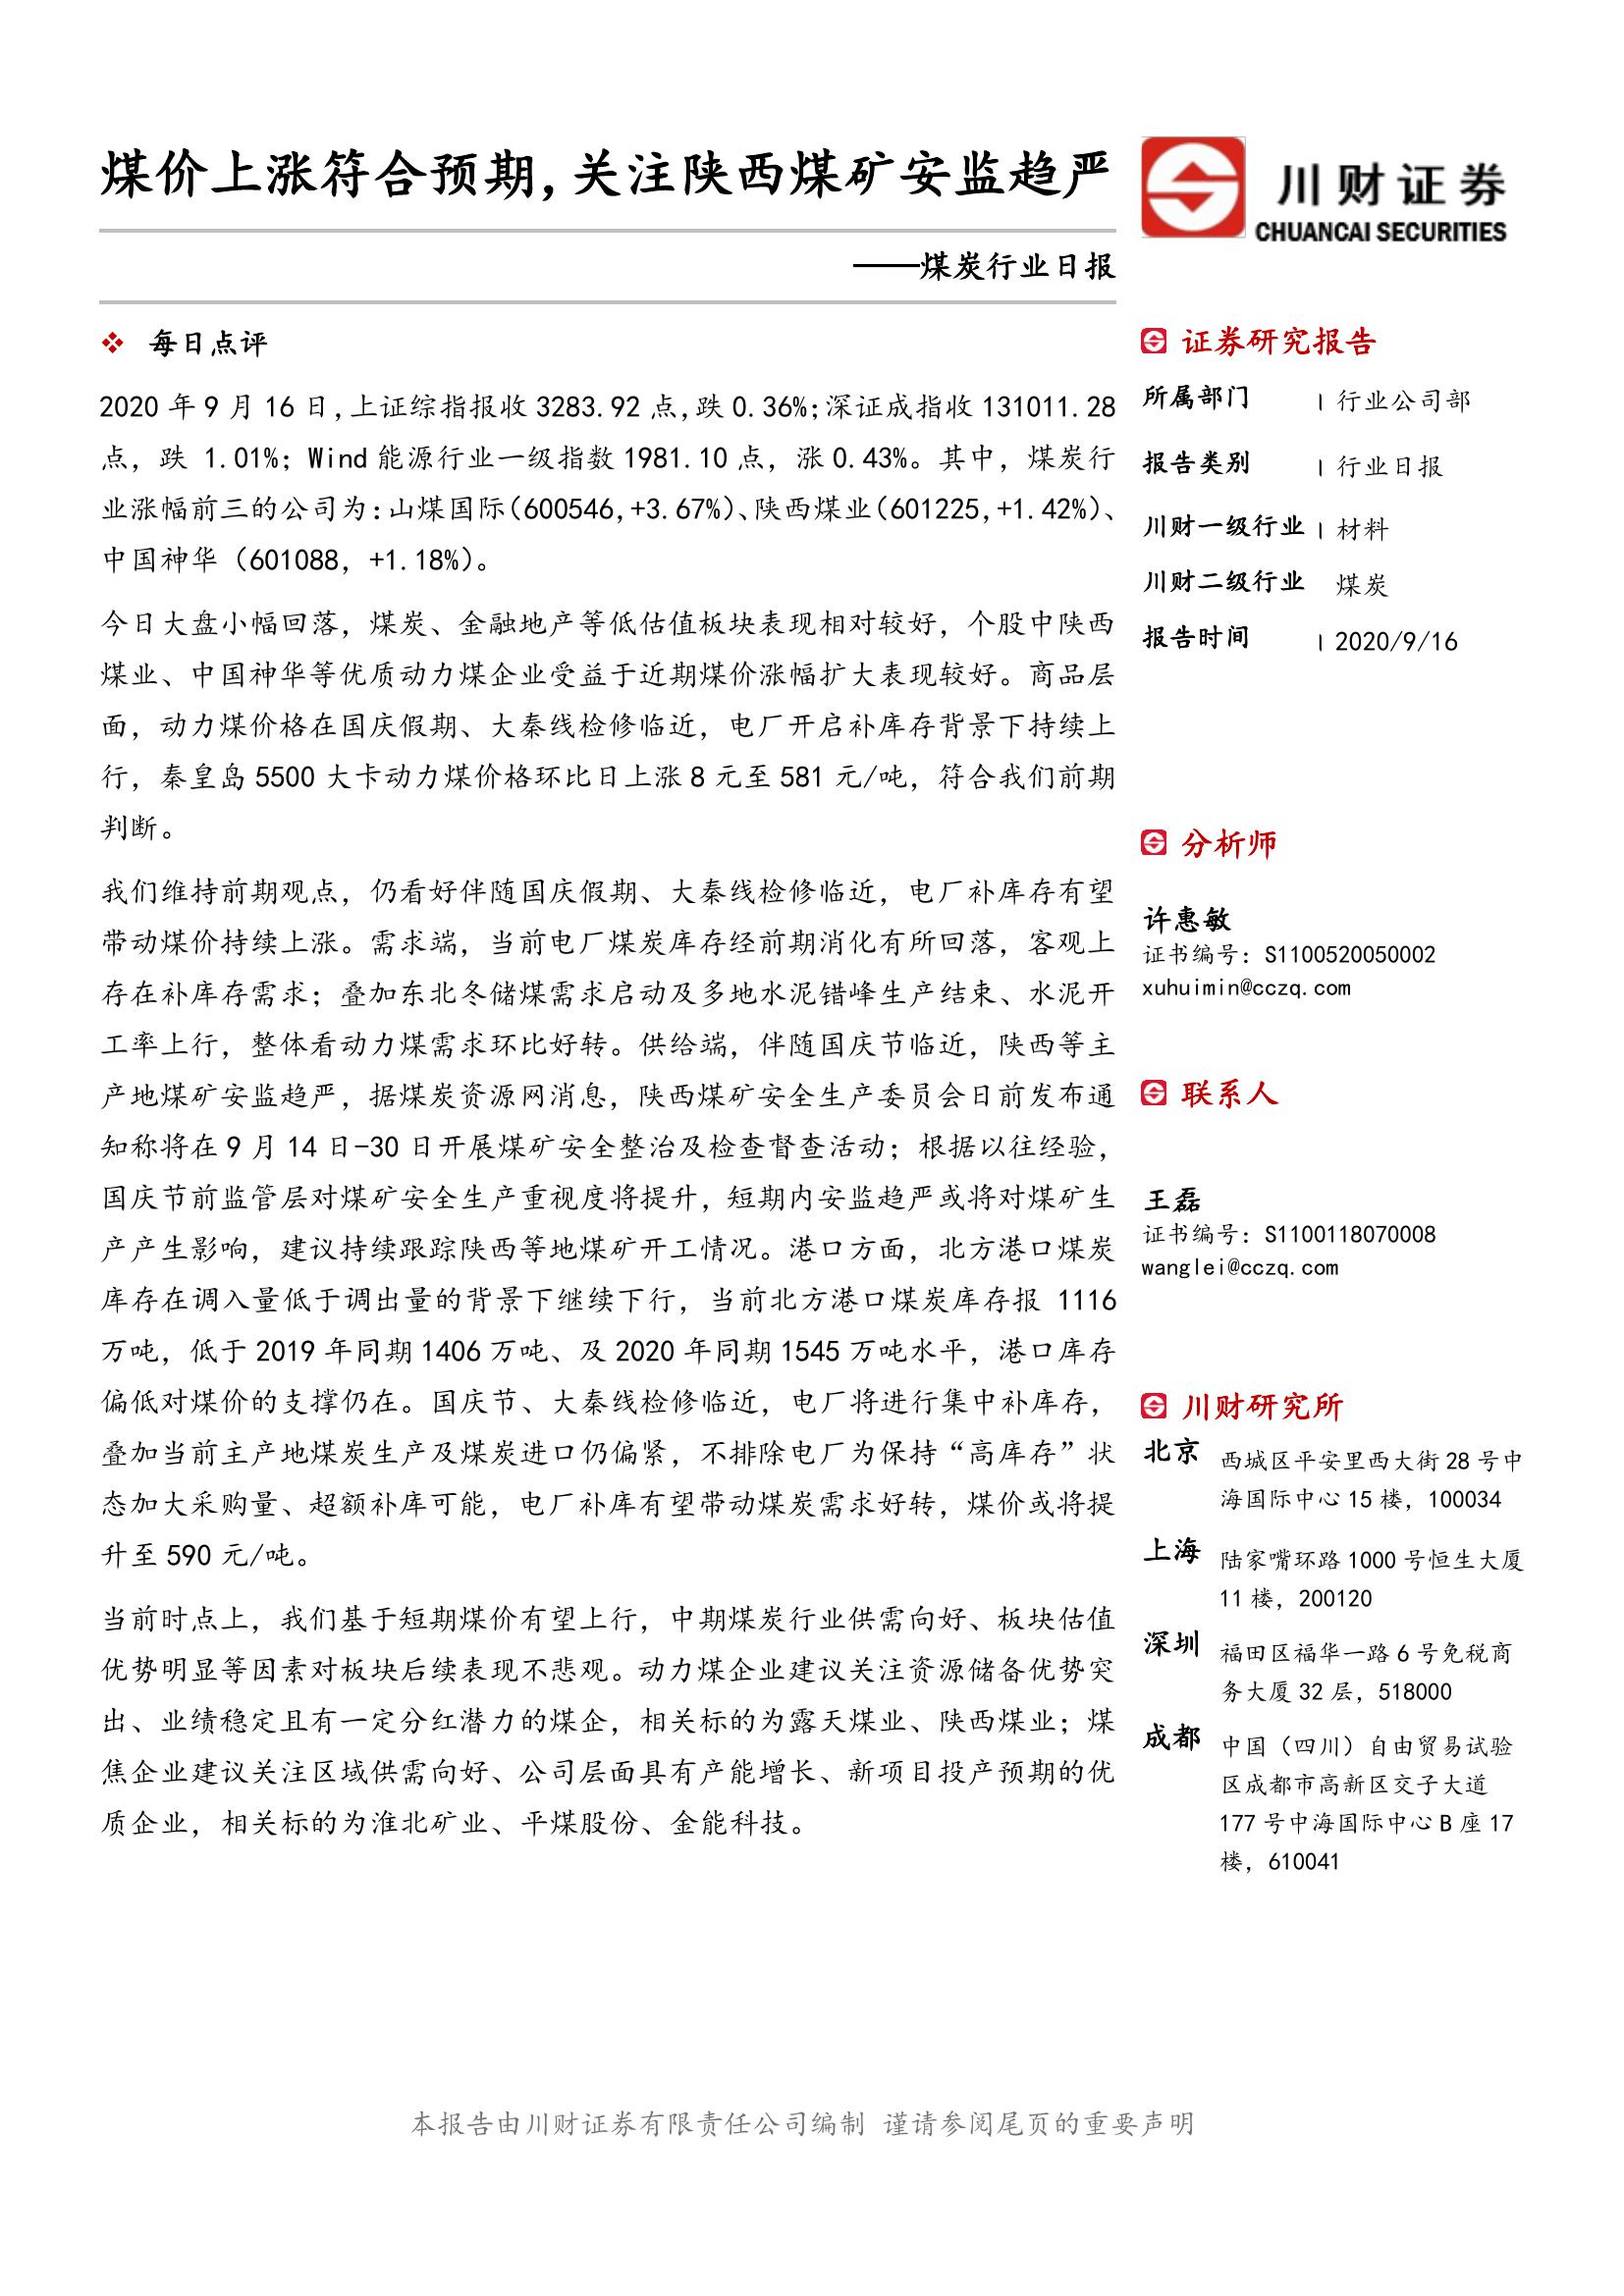 煤价上涨符合预期,关注陕西煤矿安监趋严
——煤炭行业日报
川财证券
CHUANCAI SECURITIES
❖ 每日点评
2020 年 9 月 16 日,上证综指报收 3283.92 点,跌 0.36%;深证成指收 131011.28
点，跌 1.01%；Wind 能源行业一级指数 1981.10 点，涨 0.43%。其中，煤炭行
业涨幅前三的公司为:山煤国际(600546,+3.67%)、陕西煤业(601225,+1.42%)、
中国神华（601088，+1.18%）。
今日大盘小幅回落，煤炭、金融地产等低估值板块表现相对较好，个股中陕西
煤业、中国神华等优质动力煤企业受益于近期煤价涨幅扩大表现较好。商品层
面，动力煤价格在国庆假期、大秦线检修临近，电厂开启补库存背景下持续上
行，秦皇岛 5500 大卡动力煤价格环比日上涨 8 元至 581 元/吨，符合我们前期
判断。
我们维持前期观点，仍看好伴随国庆假期、大秦线检修临近，电厂补库存有望
带动煤价持续上涨。需求端，当前电厂煤炭库存经前期消化有所回落，客观上
存在补库存需求；叠加东北冬储煤需求启动及多地水泥错峰生产结束、水泥开
工率上行，整体看动力煤需求环比好转。供给端，伴随国庆节临近，陕西等主
产地煤矿安监趋严，据煤炭资源网消息，陕西煤矿安全生产委员会日前发布通
知称将在 9 月 14 日-30 日开展煤矿安全整治及检查督查活动；根据以往经验，
国庆节前监管层对煤矿安全生产重视度将提升，短期内安监趋严或将对煤矿生
产产生影响，建议持续跟踪陕西等地煤矿开工情况。港口方面，北方港口煤炭
库存在调入量低于调出量的背景下继续下行，当前北方港口煤炭库存报 1116
万吨，低于 2019 年同期 1406 万吨、及 2020 年同期 1545 万吨水平，港口库存
偏低对煤价的支撑仍在。国庆节、大秦线检修临近，电厂将进行集中补库存，
叠加当前主产地煤炭生产及煤炭进口仍偏紧，不排除电厂为保持“高库存”状
态加大采购量、超额补库可能，电厂补库有望带动煤炭需求好转，煤价或将提
升至 590 元/吨。
当前时点上，我们基于短期煤价有望上行，中期煤炭行业供需向好、板块估值
优势明显等因素对板块后续表现不悲观。动力煤企业建议关注资源储备优势突
出、业绩稳定且有一定分红潜力的煤企，相关标的为露天煤业、陕西煤业；煤
焦企业建议关注区域供需向好、公司层面具有产能增长、新项目投产预期的优
质企业，相关标的为淮北矿业、平煤股份、金能科技。
证券研究报告
所属部门 | 行业公司部
报告类别 | 行业日报
川财一级行业 | 材料
川财二级行业 煤炭
报告时间 | 2020/9/16
分析师
许惠敏
证书编号：S1100520050002
xuhuimin@cczq.com
联系人
王磊
证书编号：S1100118070008
wanglei@cczq.com
川财研究所
北京 西城区平安里西大街 28 号中
海国际中心 15 楼，100034
上海 陆家嘴环路 1000 号恒生大厦
11 楼，200120
深圳 福田区福华一路 6 号免税商
务大厦 32 层，518000
成都 中国（四川）自由贸易试验
区成都市高新区交子大道
177 号中海国际中心 B 座 17
楼，610041
本报告由川财证券有限责任公司编制 谨请参阅尾页的重要声明